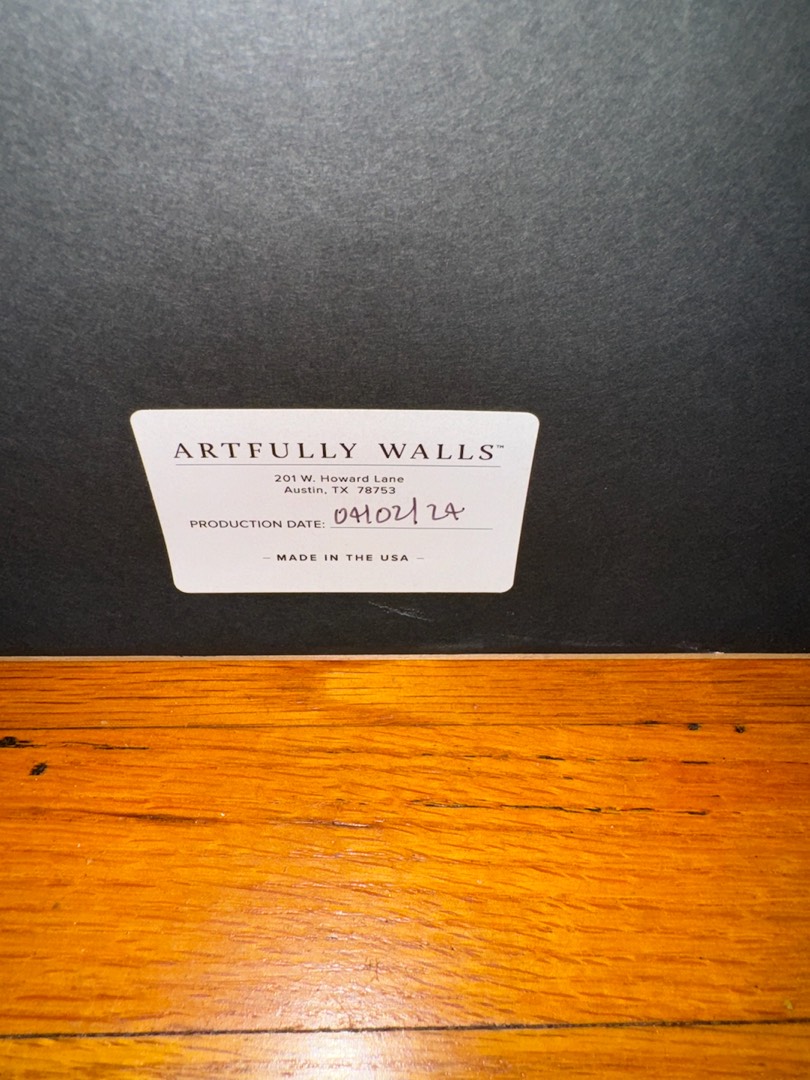 ARTFULLY WALLS™
201 W. Howard Lane
Austin, TX 78753
PRODUCTION DATE: 04/02/24
– MADE IN THE USA –